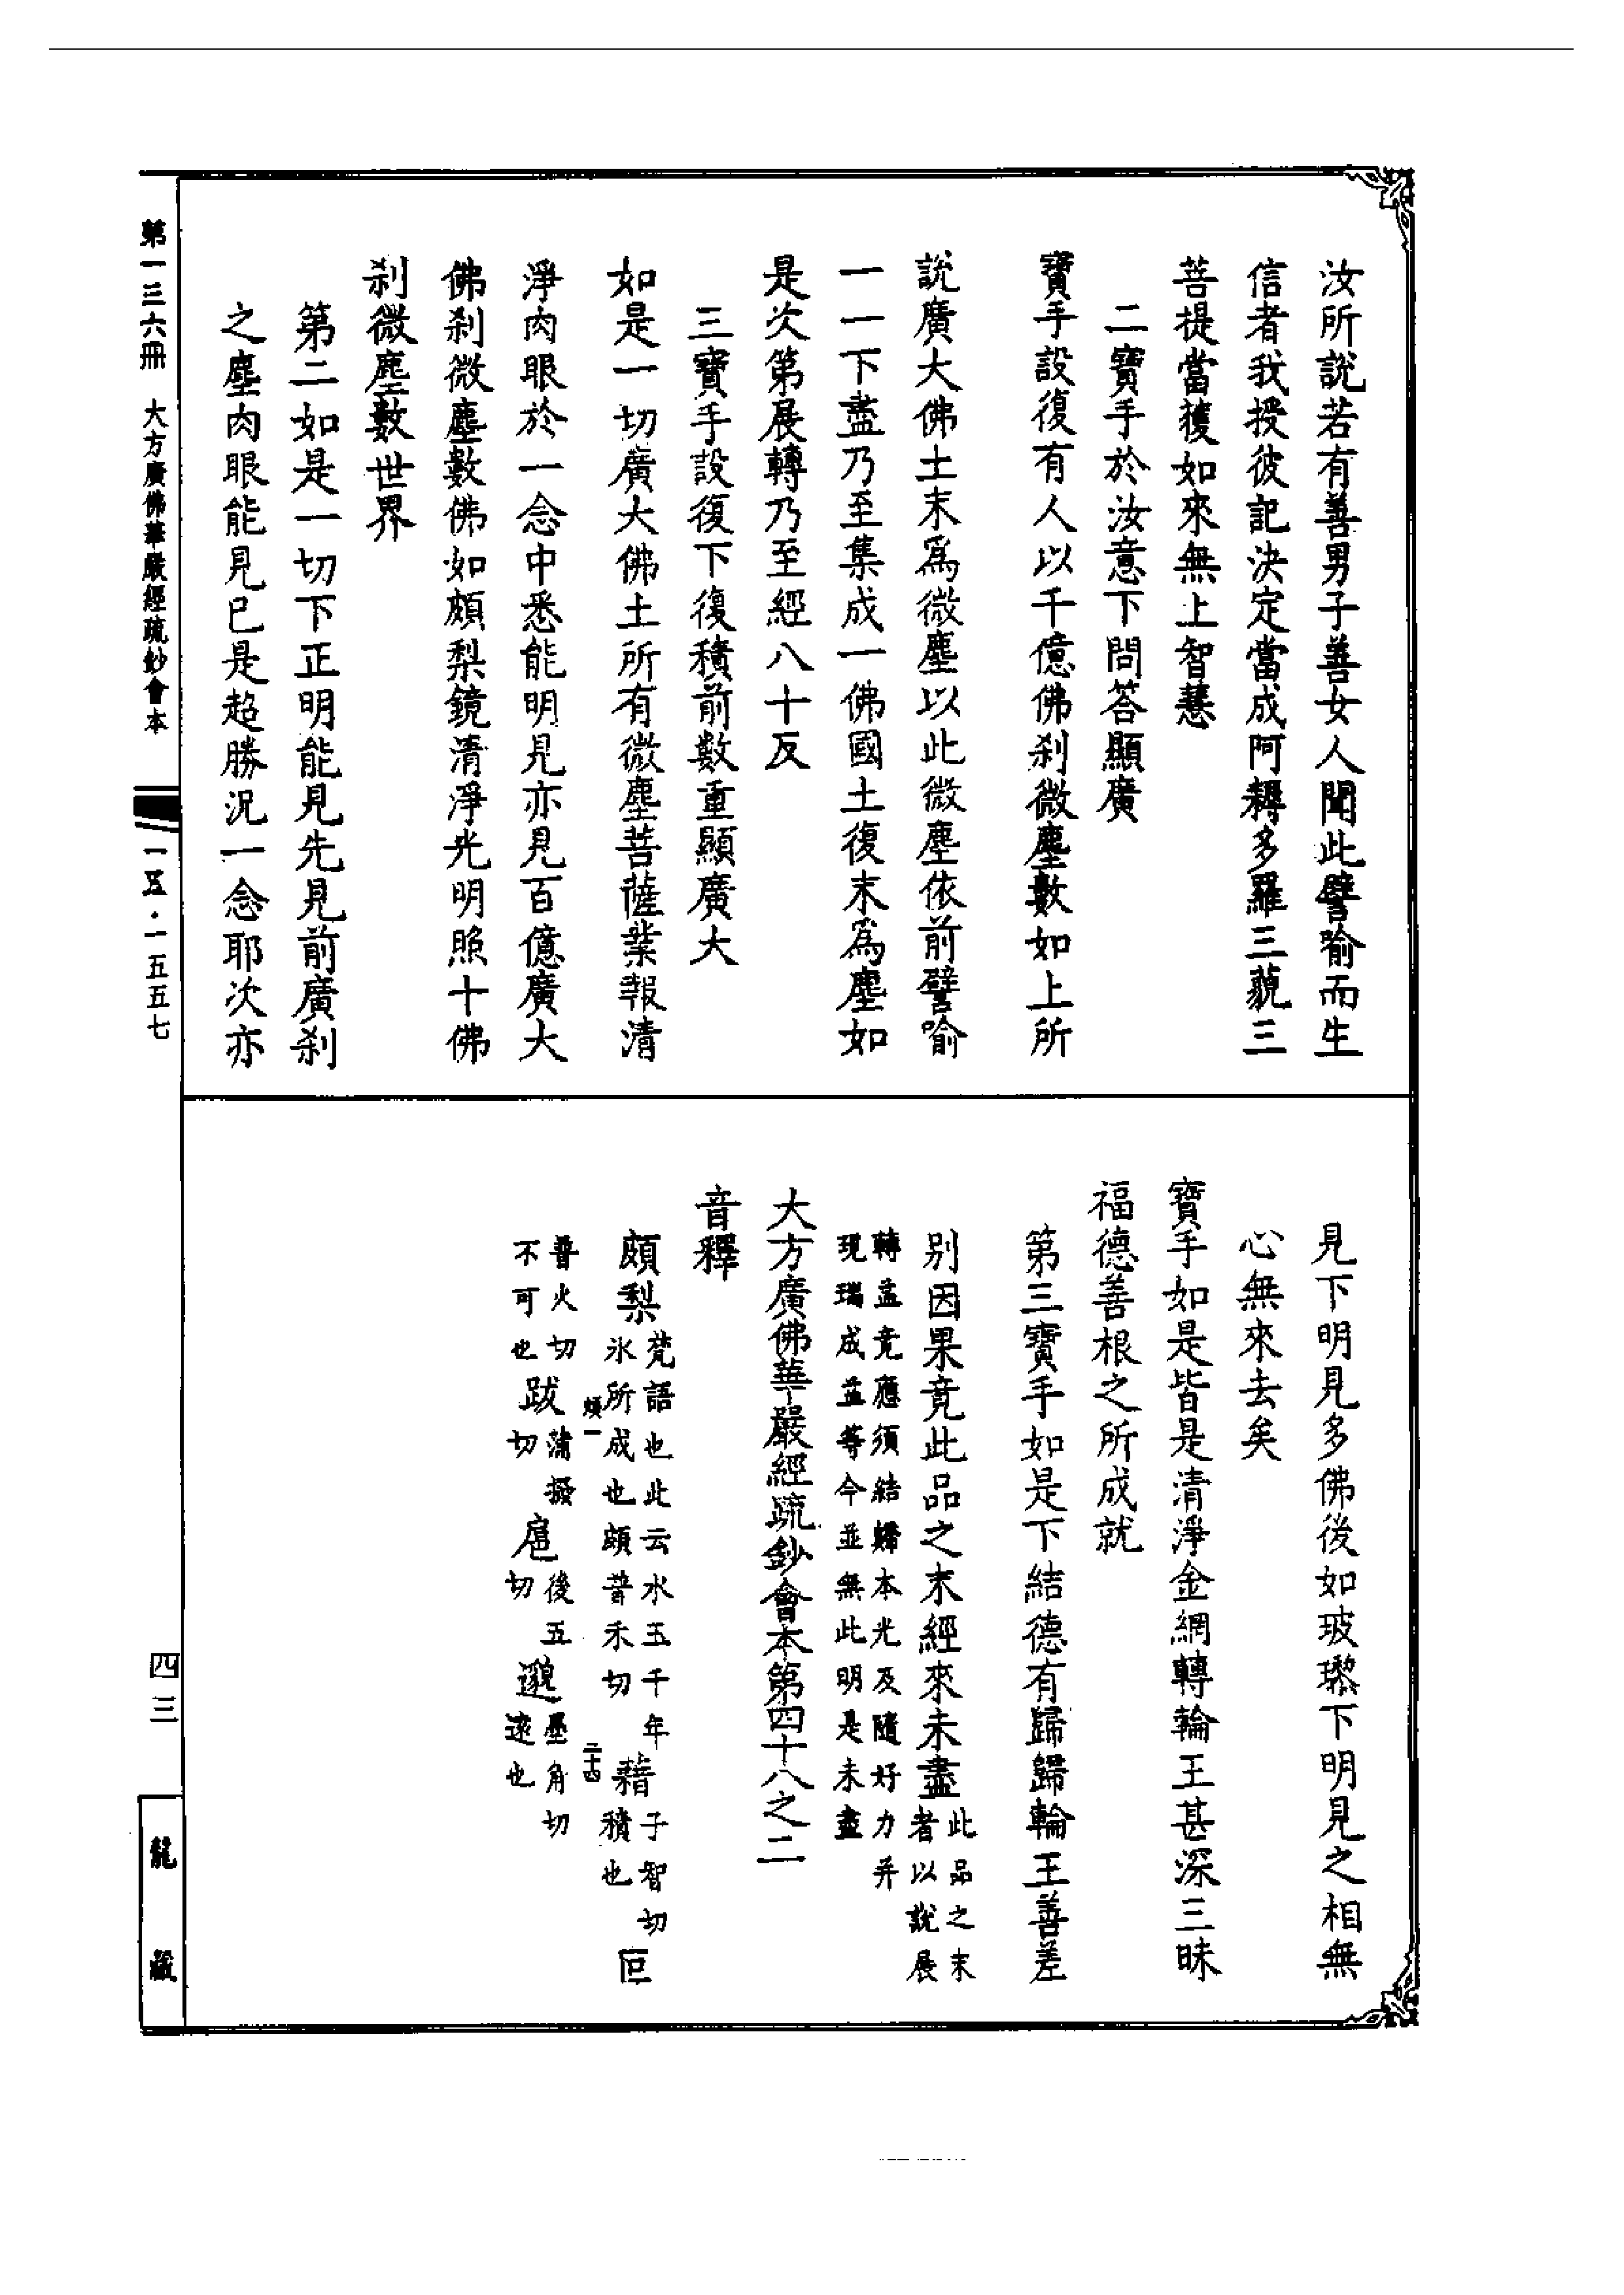 汝所說若有善男子善女人聞此譬喻而生
信者我授彼記決定當成阿耨多羅三藐三
菩提當獲如來無上智慧
二寶手於汝意下問答顯廣
寶手設復有人以千億佛刹微塵數如上所
說廣大佛土末爲微塵以此微塵依前譬喻
一一下盡乃至集成一佛國土復末爲塵如
是次第展轉乃至經八十反
三寶手設復下復積前數重顯廣大
如是一切廣大佛土所有微塵菩薩業報清
淨肉眼於一念中悉能明見亦見百億廣大
佛刹微塵數佛如頗梨鏡清淨光明照十佛
刹微塵數世界
第二如是一切下正明能見先見前廣刹
之塵肉眼能見已是超勝況一念耶次亦
見下明見多佛後如玻瓈下明見之相無
心無來去矣
寶手如是皆是清淨金網轉輪王甚深三昧
福德善根之所成就
第三寶手如是下結德有歸歸輪王善差
別因果竟此品之末經來未盡此品之末
者以說展
轉益竟應須結歸本光及隨好力并
現瑞成益等今並無此明是未盡
大方廣佛華嚴經疏鈔會本第四十八之二
音釋
頗梨梵語也此云水玉千年
氷所成也頗普禾切
藉子智切
積也
叵
普火切
不可也
跋蒲撥
切
扈後五
切
邈墨角切
遠也
煩一
二十四
第一三六冊 大方廣佛華嚴經疏鈔會本
一五·一五五七
四三
龍藏